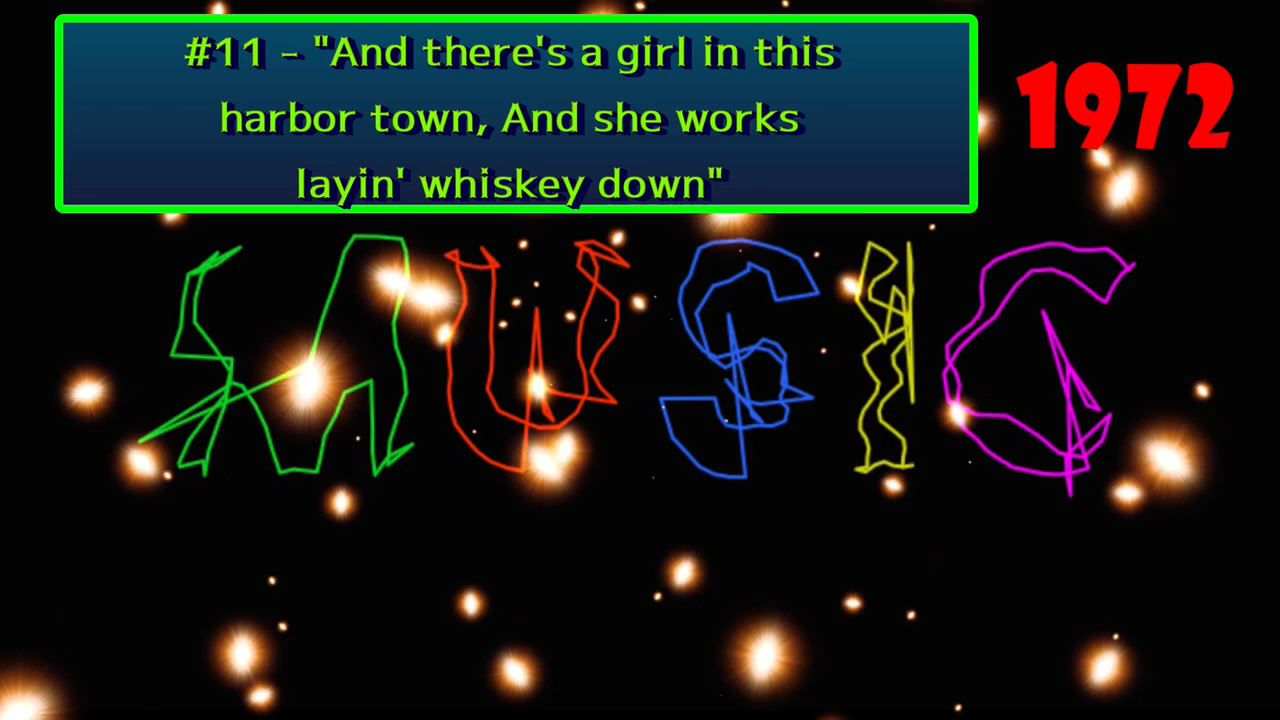 #11 - "And there's a girl in this
harbor town, And she works
layin' whiskey down"
1972
MUSIC